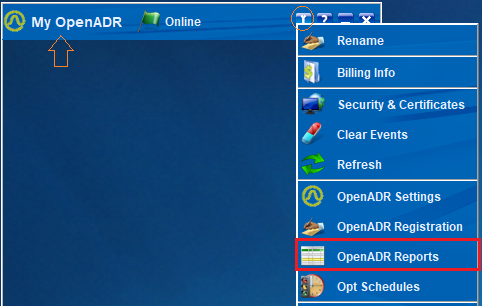 My OpenADR Online T ?
Rename
Billing Info
Security & Certificates
Clear Events
Refresh
OpenADR Settings
OpenADR Registration
OpenADR Reports
Opt Schedules